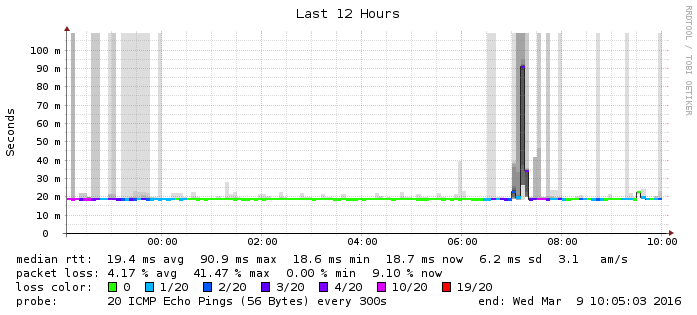 Last 12 Hours
RRDTOOL / TOBI OETIKER
Seconds
100 m
90 m
80 m
70 m
60 m
50 m
40 m
30 m
20 m
10 m
0
00:00 02:00 04:00 06:00 08:00 10:00
median rtt: 19.4 ms avg 90.9 ms max 18.6 ms min 18.7 ms now 6.2 ms sd 3.1 am/s
packet loss: 4.17 % avg 41.47 % max 0.00 % min 9.10 % now
loss color: 0 1/20 2/20 3/20 4/20 10/20 19/20
probe: 20 ICMP Echo Pings (56 Bytes) every 300s end: Wed Mar 9 10:05:03 2016